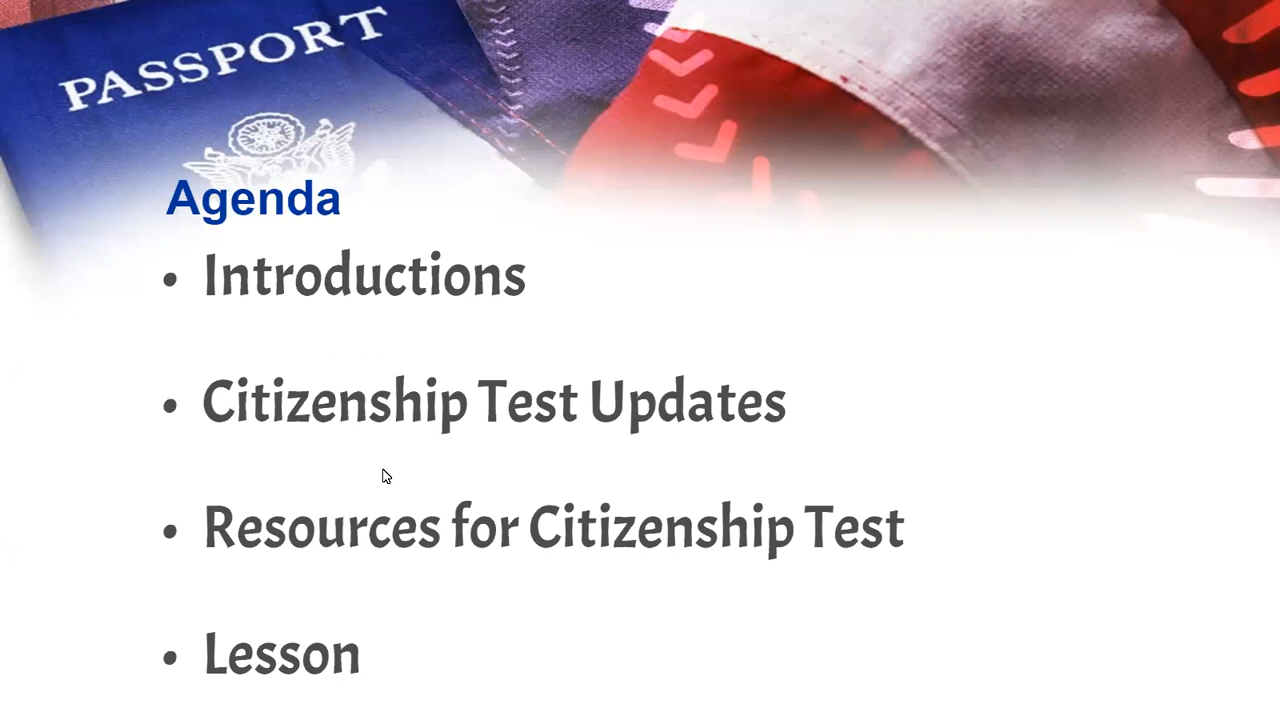 PASSPORT
Agenda
• Introductions
• Citizenship Test Updates
• Resources for Citizenship Test
• Lesson